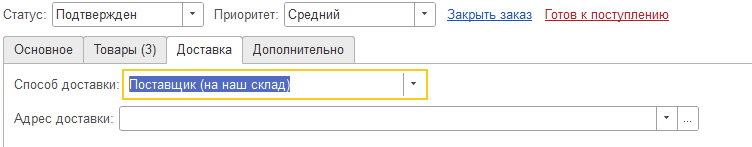 Статус: Подтвержден Приоритет: Средний Закрыть заказ Готов к поступлению
Основное Товары (3) Доставка Дополнительно
Способ доставки: Поставщик (на наш склад)
Адрес доставки: ...